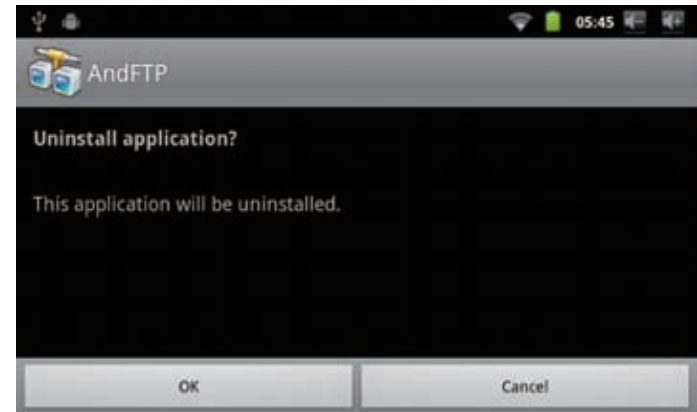 05:45
AndFTP
Uninstall application?
This application will be uninstalled.
OK
Cancel